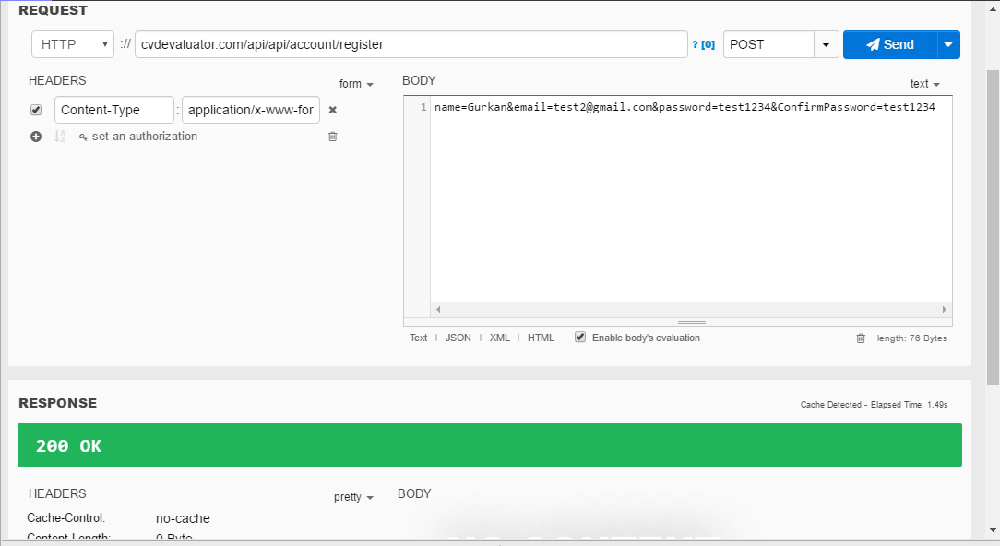 REQUEST
HTTP :// cvdevaluator.com/api/api/account/register ? [0] POST Send
HEADERS form
Content-Type : application/x-www-for
set an authorization
BODY text
1 name=Gurkan&email=test2@gmail.com&password=test1234&ConfirmPassword=test1234
Text JSON XML HTML Enable body's evaluation length: 76 Bytes
RESPONSE Cache Detected - Elapsed Time: 1.49s
200 OK
HEADERS pretty BODY
Cache-Control: no-cache
Content-Length: 0 Byte
NO CONTENT